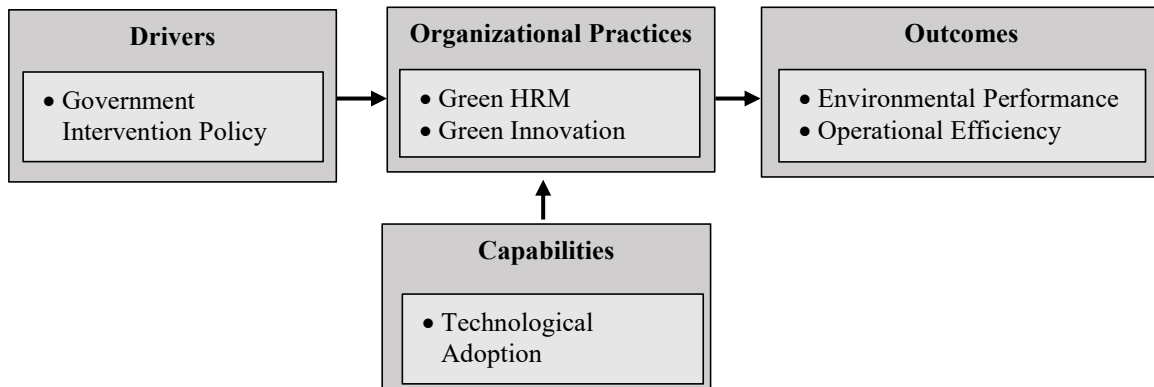 Drivers
• Government
Intervention Policy
Organizational Practices
• Green HRM
• Green Innovation
Outcomes
• Environmental Performance
• Operational Efficiency
Capabilities
• Technological
Adoption